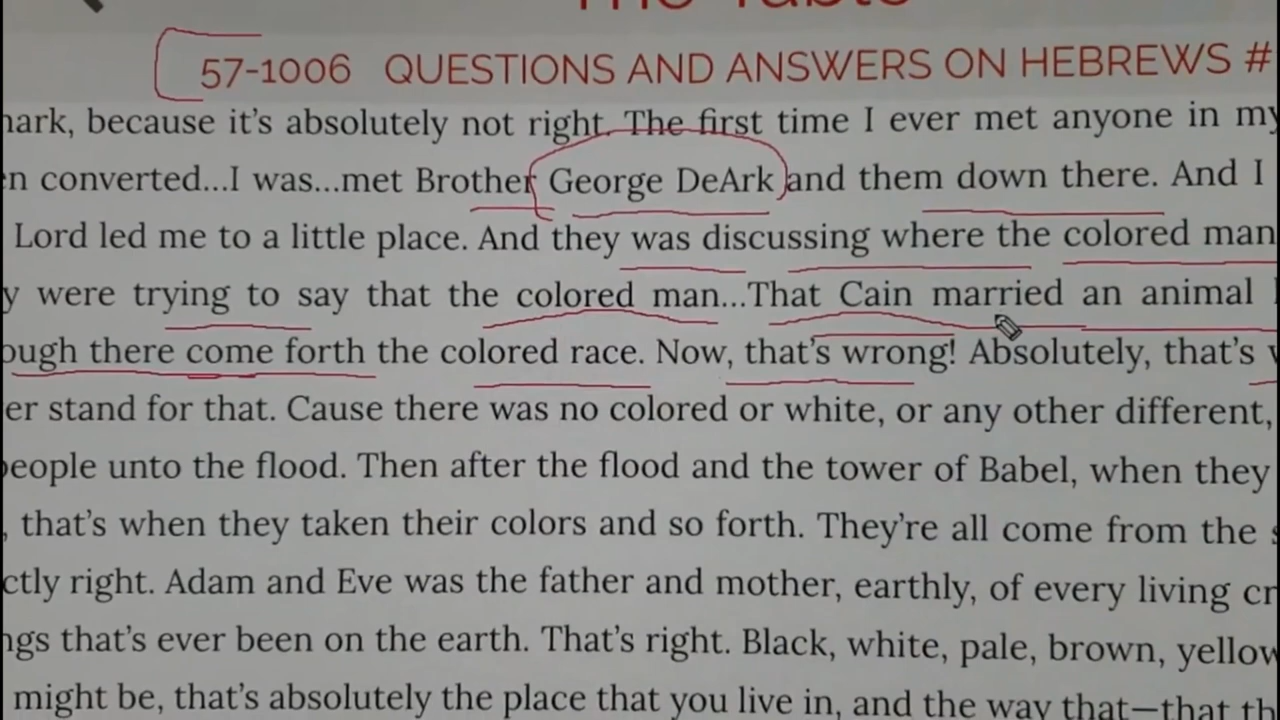 57-1006 QUESTIONS AND ANSWERS ON HEBREWS #
because it's absolutely not right. The first time I ever met anyone in my
converted...I was...met Brother George DeArk and them down there. And I
Lord led me to a little place. And they was discussing where the colored man
were trying to say that the colored man...That Cain married an animal
there come forth the colored race. Now, that's wrong! Absolutely, that's
stand for that. Cause there was no colored or white, or any other different,
people unto the flood. Then after the flood and the tower of Babel, when they
, that's when they taken their colors and so forth. They're all come from the
right. Adam and Eve was the father and mother, earthly, of every living
that's ever been on the earth. That's right. Black, white, pale, brown, yellow
might be, that's absolutely the place that you live in, and the way that—that